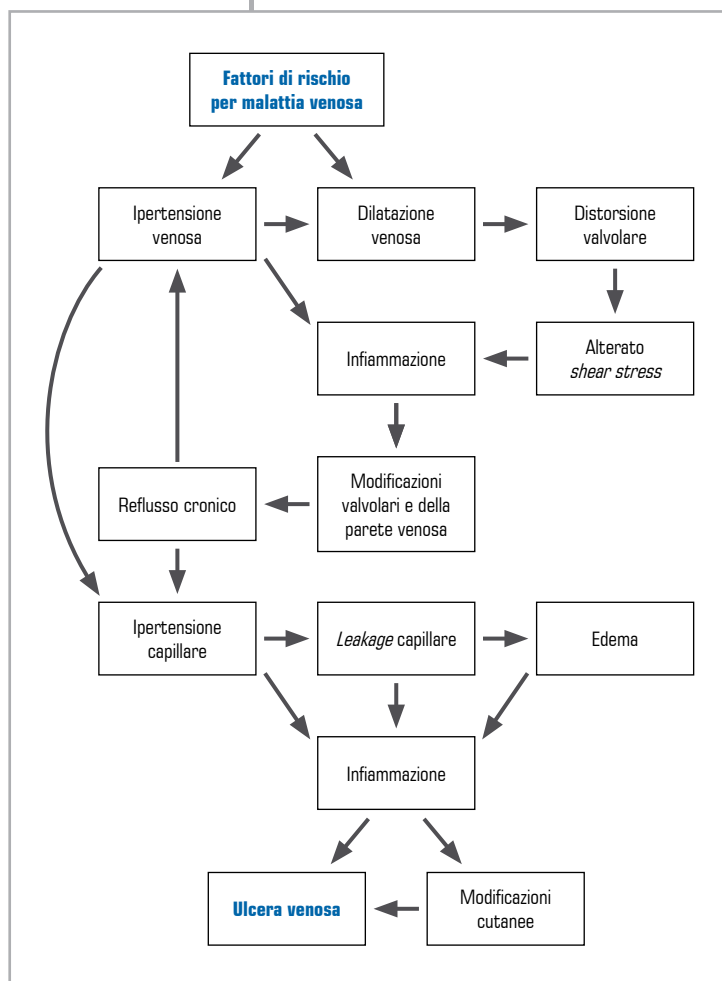 Fattori di rischio
per malattia venosa
Ipertensione
venosa
Dilatazione
venosa
Distorsione
valvolare
Infiammazione
Alterato
shear stress
Reflusso cronico
Modificazioni
valvolari e della
parete venosa
Ipertensione
capillare
Leakage capillare
Edema
Infiammazione
Ulcera venosa
Modificazioni
cutanee